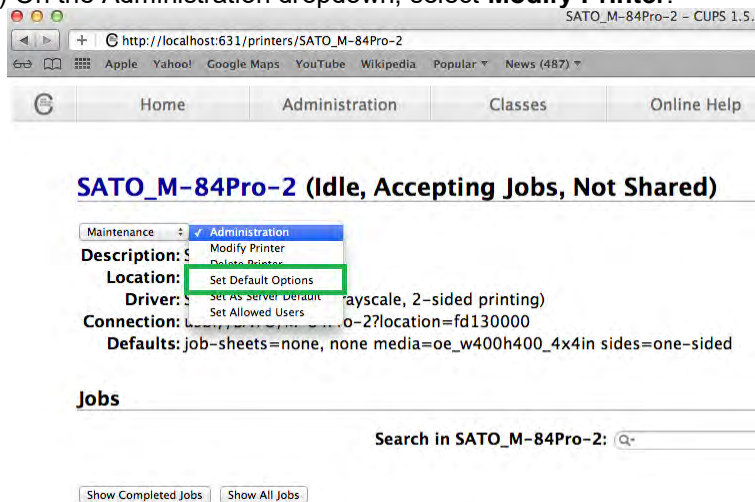 On the Administration dropdown, select Modify Printer.
SATO_M-84Pro-2 – CUPS 1.5.
+ http://localhost:631/printers/SATO_M-84Pro-2
Apple Yahoo! Google Maps YouTube Wikipedia Popular ▾ News (487) ▾
Home Administration Classes Online Help
SATO_M-84Pro-2 (Idle, Accepting Jobs, Not Shared)
Maintenance ✓ Administration
Modify Printer
Description: S
Delete Printer
Location:
Set Default Options
Driver: S
Set As Server Default
rayscale, 2-sided printing)
Set Allowed Users
Connection: ro-2?location=fd130000
Defaults: job-sheets=none, none media=oe_w400h400_4x4in sides=one-sided
Jobs
Search in SATO_M-84Pro-2:
Show Completed Jobs Show All Jobs